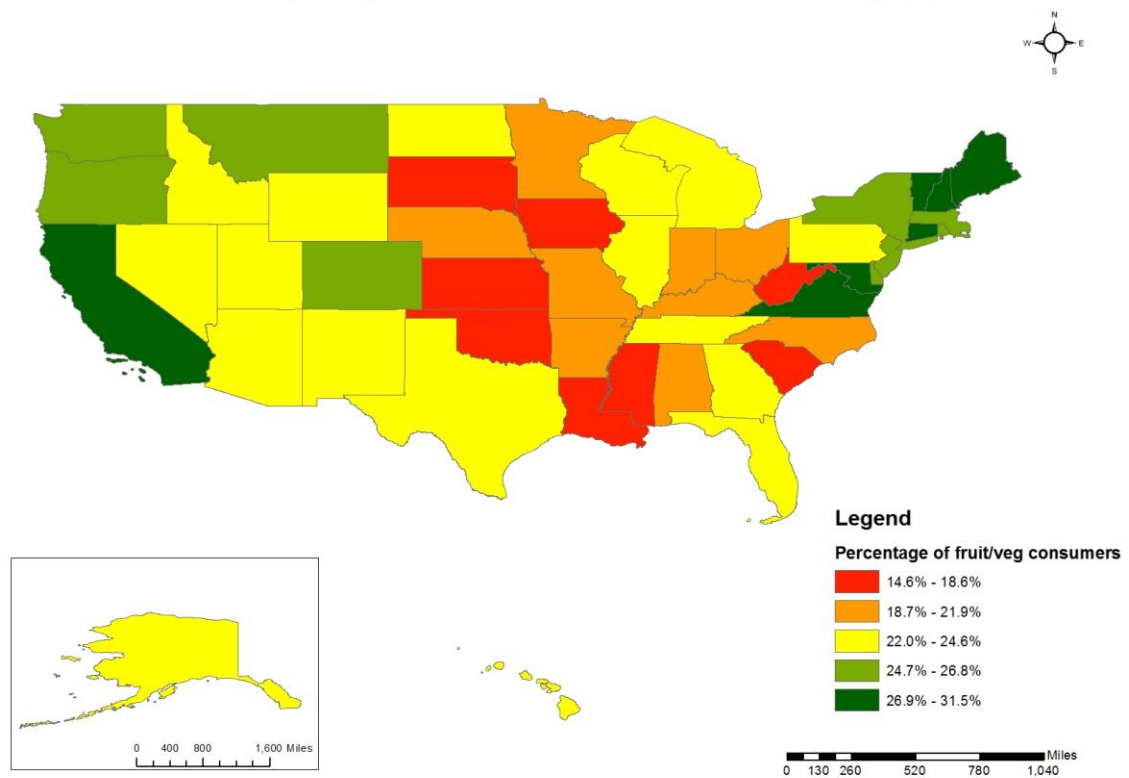 N
W E
S
Legend
Percentage of fruit/veg consumers
14.6% - 18.6%
18.7% - 21.9%
22.0% - 24.6%
24.7% - 26.8%
26.9% - 31.5%
0 400 800 1,600 Miles
Miles
0 130 260 520 780 1,040